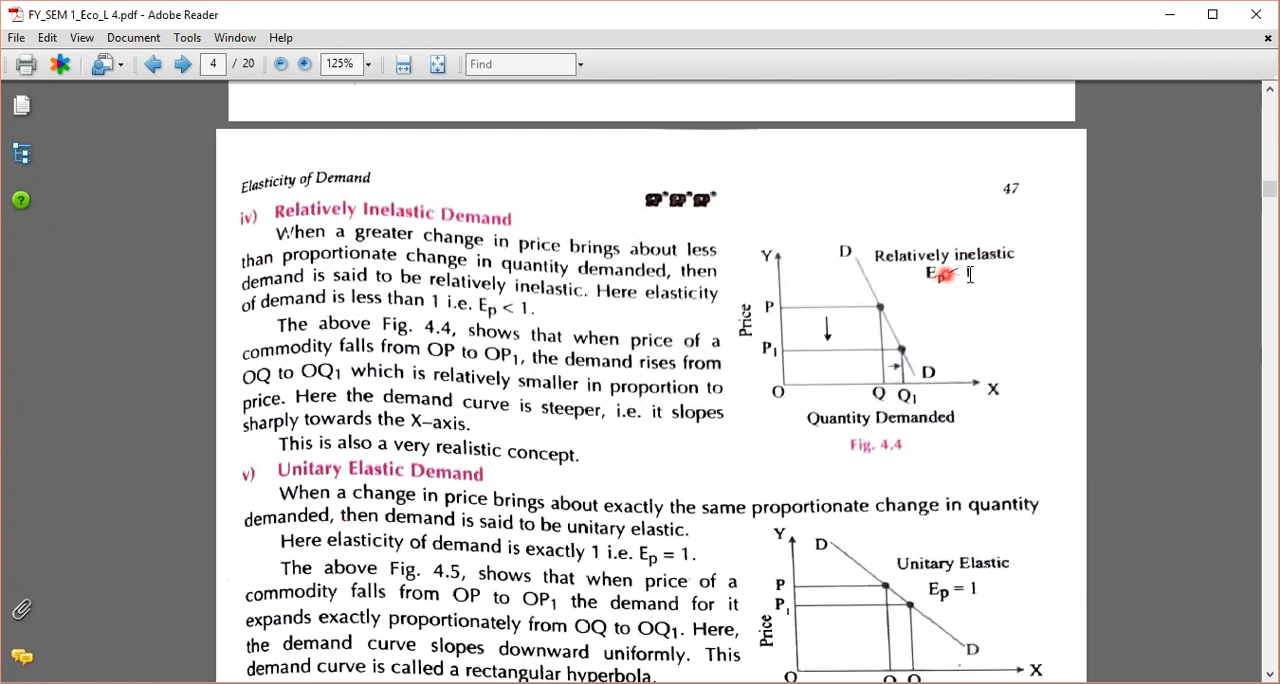 FY_SEM 1_Eco_L 4.pdf - Adobe Reader
File Edit View Document Tools Window Help
4 / 20 125% Find
Elasticity of Demand
47
iv) Relatively Inelastic Demand
When a greater change in price brings about less
than proportionate change in quantity demanded, then
demand is said to be relatively inelastic. Here elasticity
of demand is less than 1 i.e. Ep < 1.
The above Fig. 4.4, shows that when price of a
commodity falls from OP to OP1, the demand rises from
OQ to OQ1 which is relatively smaller in proportion to
price. Here the demand curve is steeper, i.e. it slopes
sharply towards the X–axis.
This is also a very realistic concept.
Y
D
Relatively inelastic
Ep < 1
P
Price
P1
D
O
Q Q1
X
Quantity Demanded
Fig. 4.4
v) Unitary Elastic Demand
When a change in price brings about exactly the same proportionate change in quantity
demanded, then demand is said to be unitary elastic.
Here elasticity of demand is exactly 1 i.e. Ep = 1.
The above Fig. 4.5, shows that when price of a
commodity falls from OP to OP1 the demand for it
expands exactly proportionately from OQ to OQ1. Here,
the demand curve slopes downward uniformly. This
demand curve is called a rectangular hyperbola.
Y
D
Unitary Elastic
Ep = 1
P
P1
Price
D
X